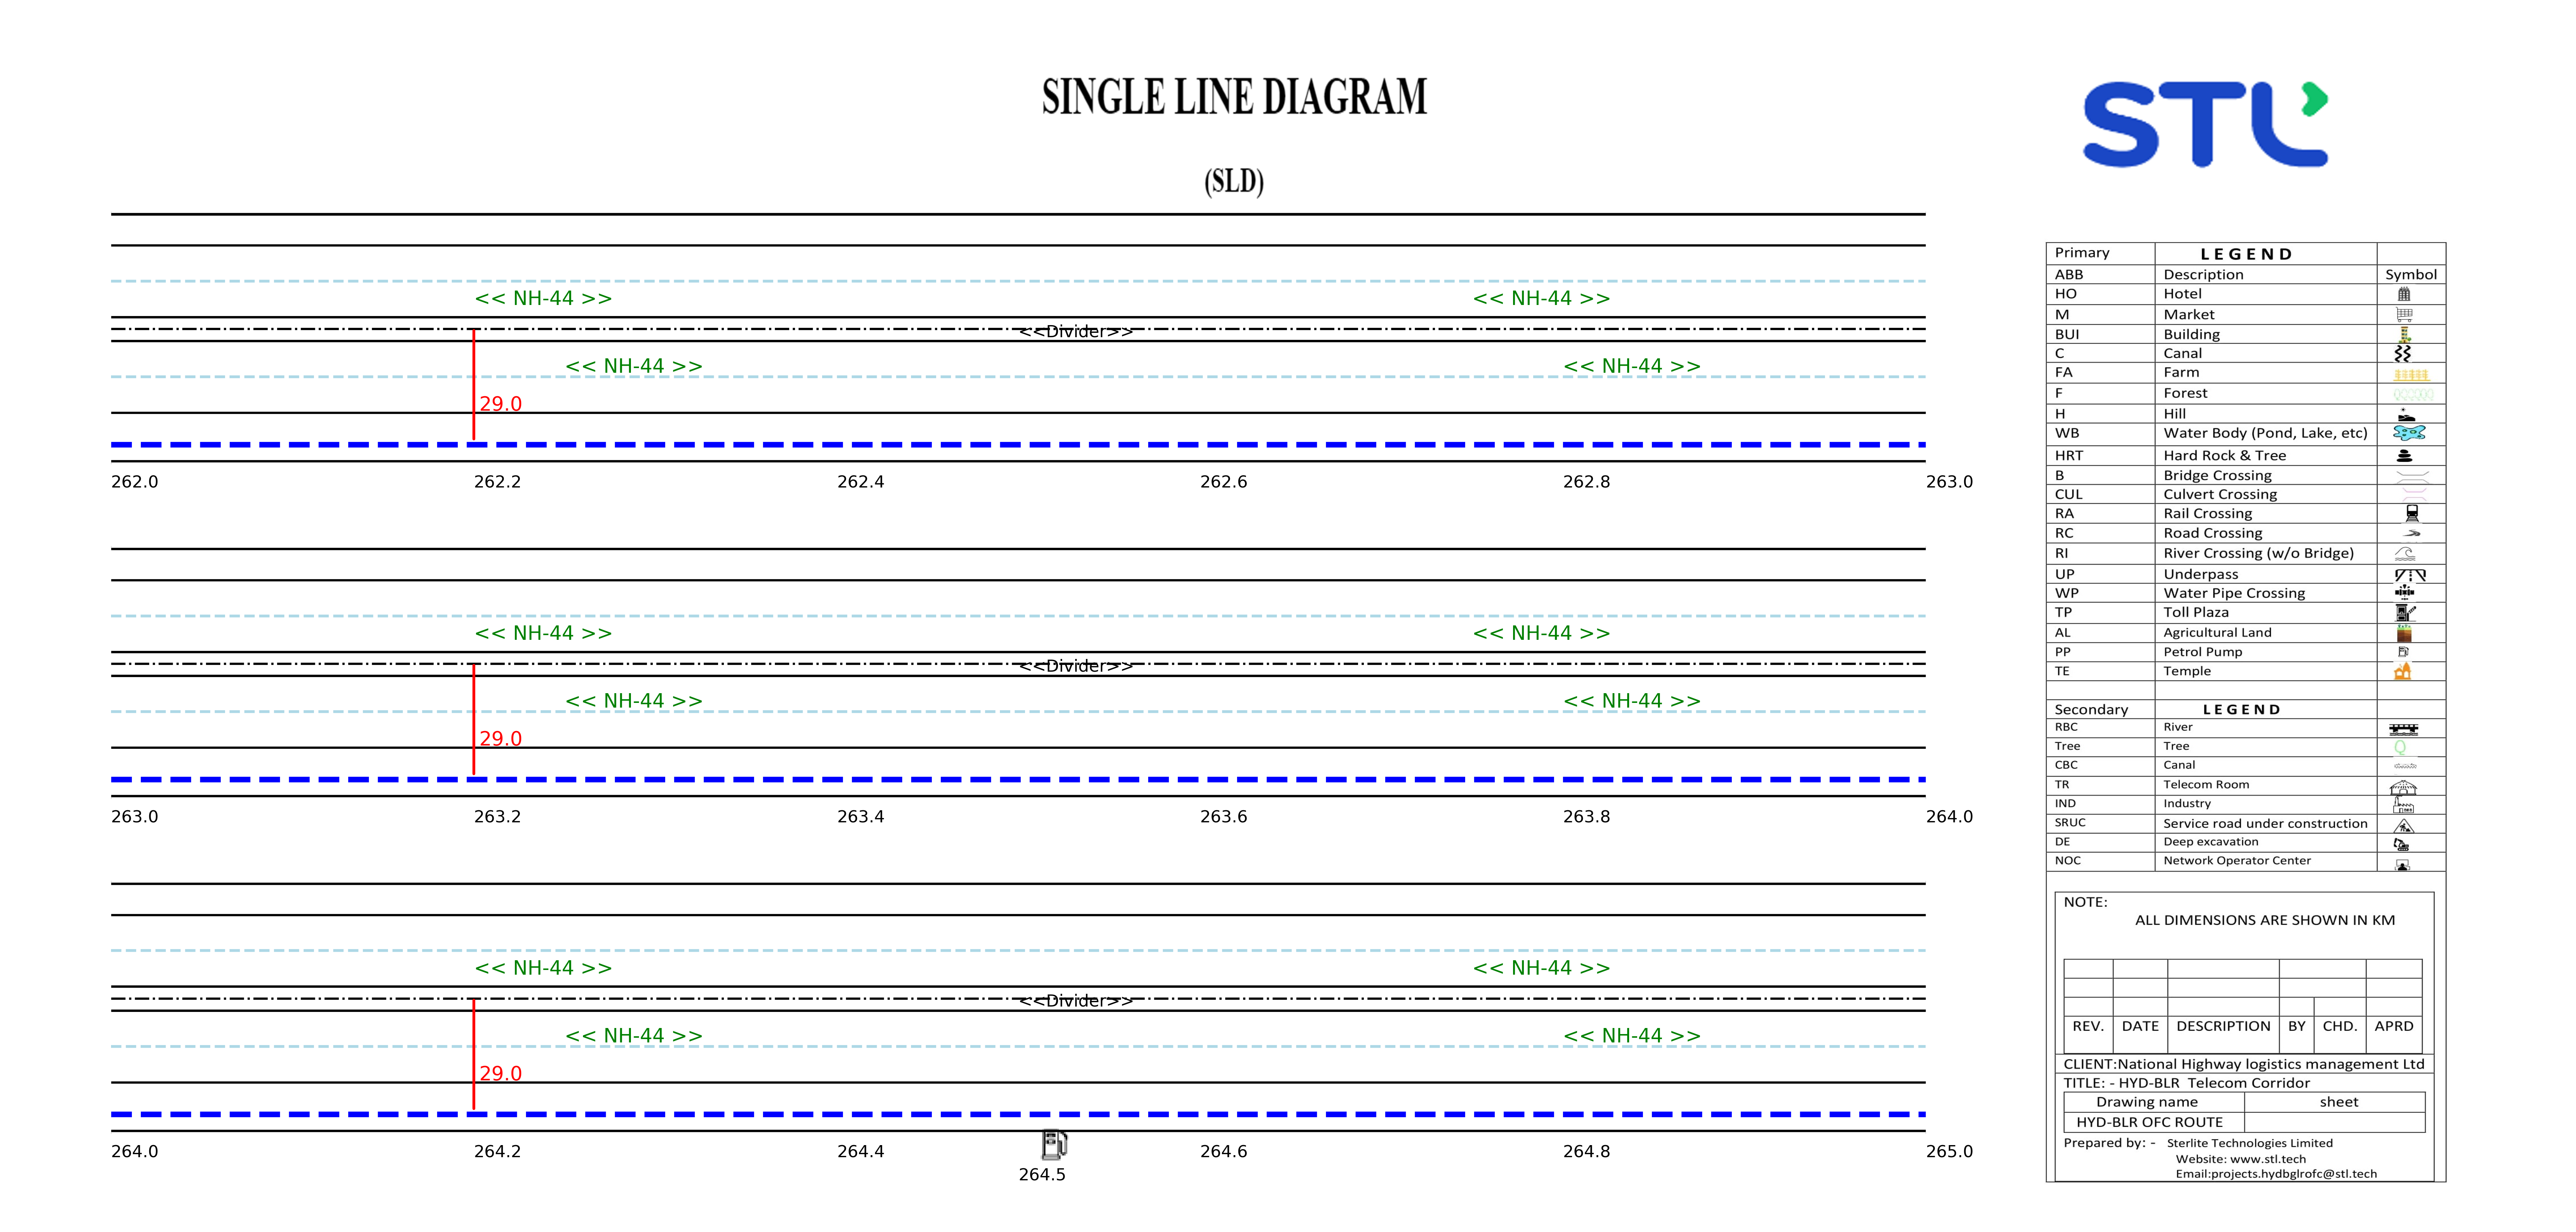 SINGLE LINE DIAGRAM
(SLD)
STL
<< NH-44 >> << NH-44 >>
<<Divider>>
<< NH-44 >> << NH-44 >>
29.0
262.0 262.2 262.4 262.6 262.8 263.0
<< NH-44 >> << NH-44 >>
<<Divider>>
<< NH-44 >> << NH-44 >>
29.0
263.0 263.2 263.4 263.6 263.8 264.0
<< NH-44 >> << NH-44 >>
<<Divider>>
<< NH-44 >> << NH-44 >>
29.0
264.0 264.2 264.4 264.6 264.8 265.0
264.5
Primary LEGEND
ABB Description Symbol
HO Hotel
M Market
BUI Building
C Canal
FA Farm
F Forest
H Hill
WB Water Body (Pond, Lake, etc)
HRT Hard Rock & Tree
B Bridge Crossing
CUL Culvert Crossing
RA Rail Crossing
RC Road Crossing
RI River Crossing (w/o Bridge)
UP Underpass
WP Water Pipe Crossing
TP Toll Plaza
AL Agricultural Land
PP Petrol Pump
TE Temple
Secondary LEGEND
RBC River
Tree Tree
CBC Canal
TR Telecom Room
IND Industry
SRUC Service road under construction
DE Deep excavation
NOC Network Operator Center
NOTE:
ALL DIMENSIONS ARE SHOWN IN KM
REV. DATE DESCRIPTION BY CHD. APRD
CLIENT:National Highway logistics management Ltd
TITLE: - HYD-BLR Telecom Corridor
Drawing name sheet
HYD-BLR OFC ROUTE
Prepared by: - Sterlite Technologies Limited
Website: www.stl.tech
Email:projects.hydbglrofc@stl.tech